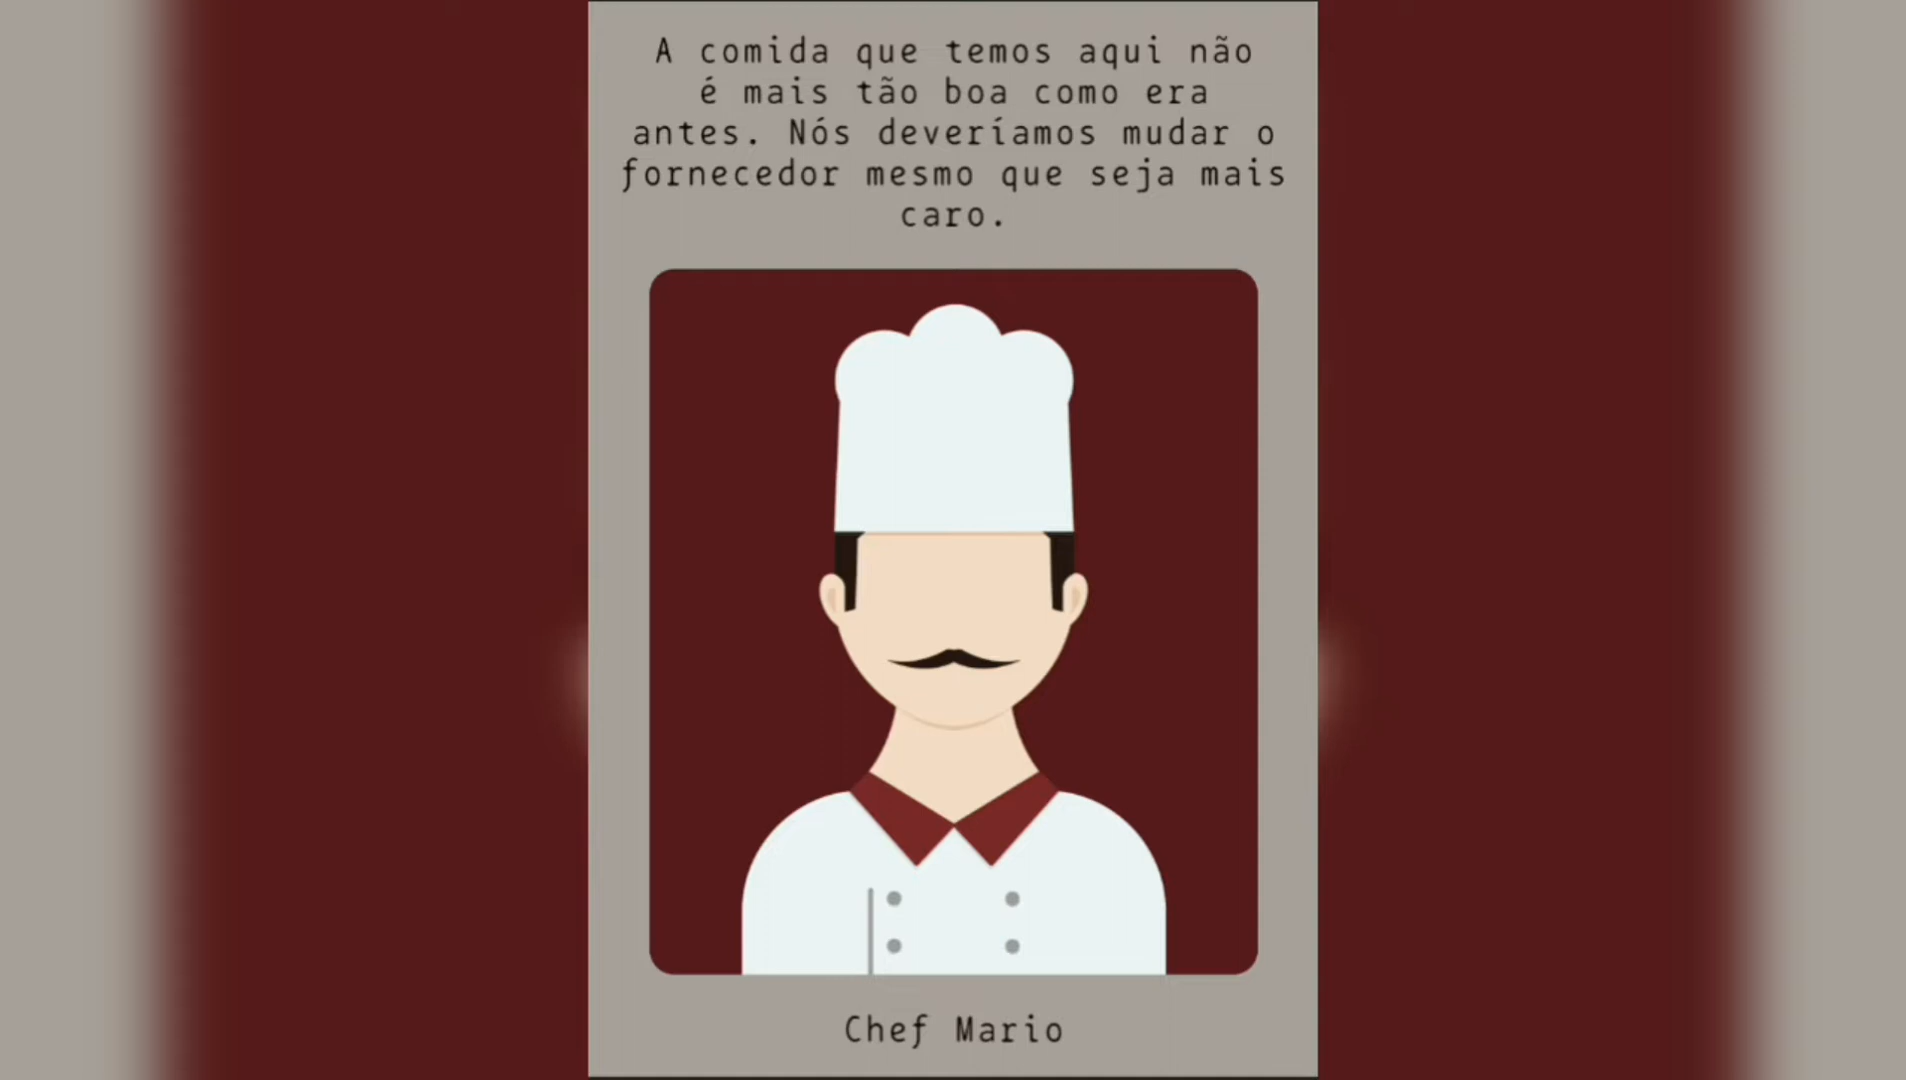 A comida que temos aqui não
é mais tão boa como era
antes. Nós deveríamos mudar o
fornecedor mesmo que seja mais
caro.
Chef Mario